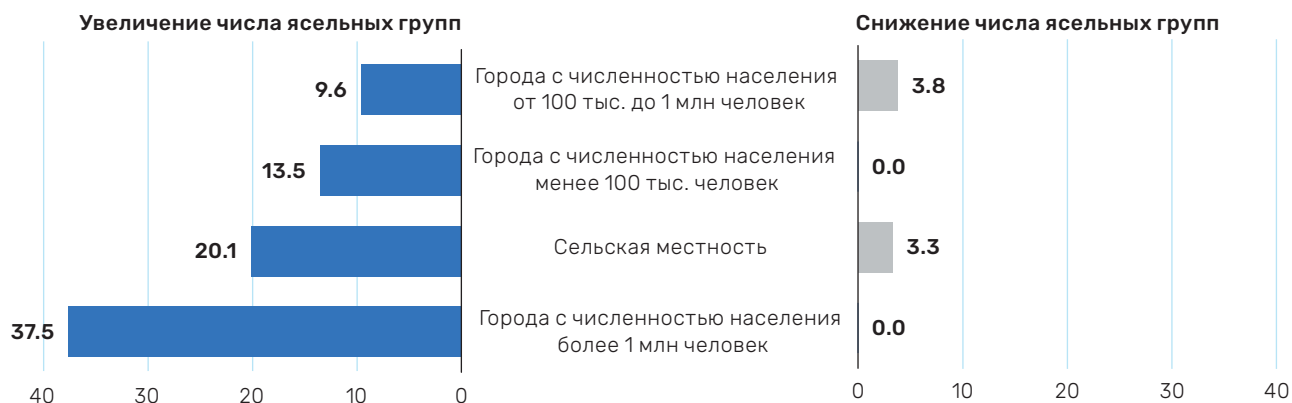 Увеличение числа ясельных групп
Снижение числа ясельных групп
9.6
Города с численностью населения
от 100 тыс. до 1 млн человек
3.8
13.5
Города с численностью населения
менее 100 тыс. человек
0.0
20.1
Сельская местность
3.3
37.5
Города с численностью населения
более 1 млн человек
0.0
40 30 20 10 0
0 10 20 30 40